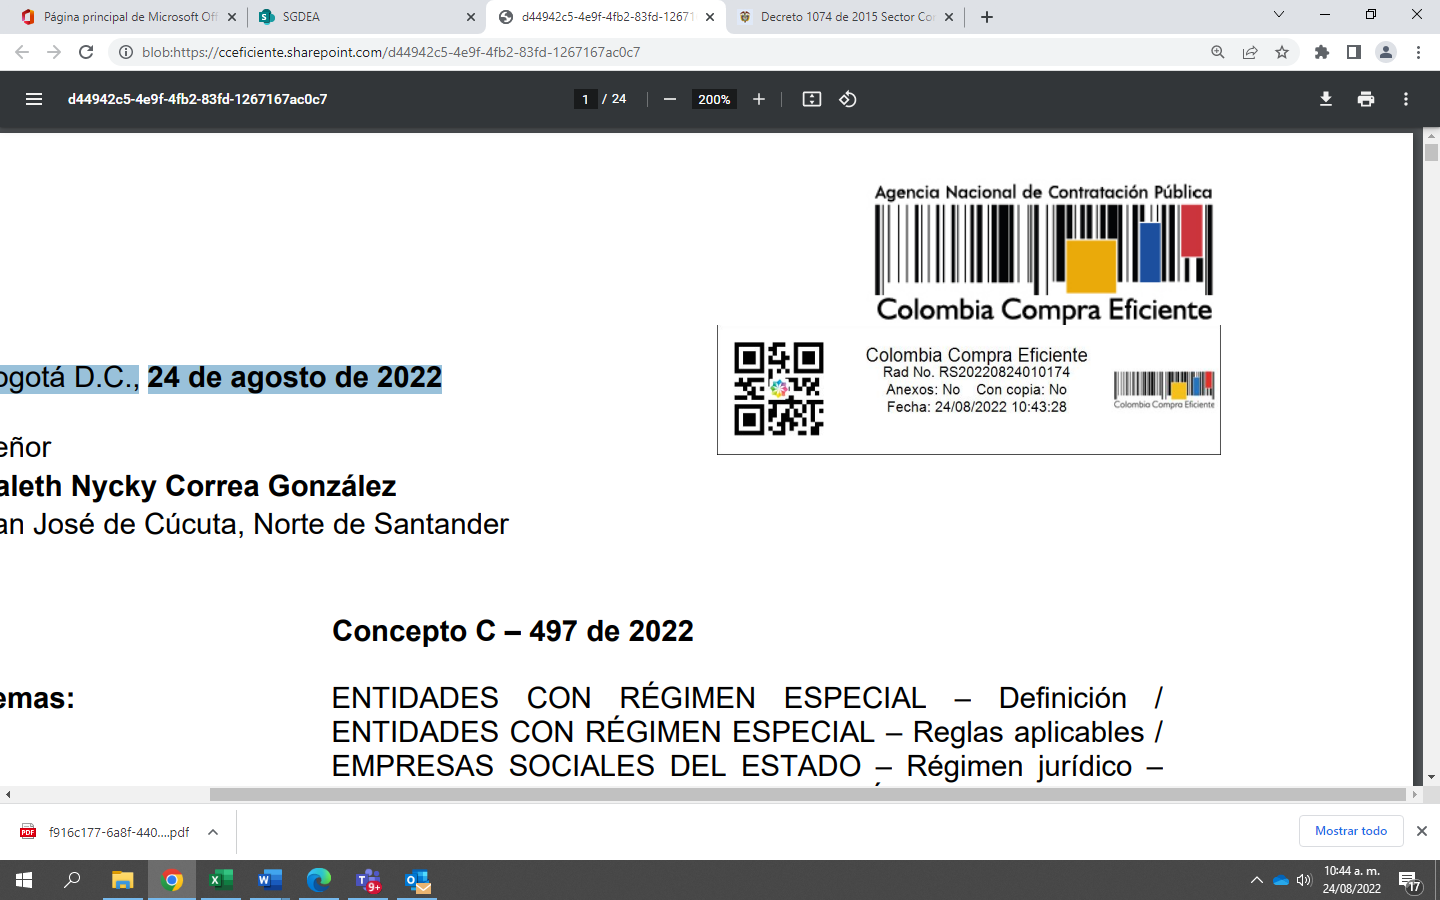 Página principal de Microsoft Off
SGDEA
d44942c5-4e9f-4fb2-83fd-12671
Decreto 1074 de 2015 Sector Co
blob:https://cceficiente.sharepoint.com/d44942c5-4e9f-4fb2-83fd-1267167ac0c7
d44942c5-4e9f-4fb2-83fd-1267167ac0c7
1 / 24
200%
Agencia Nacional de Contratación Pública
Colombia Compra Eficiente
Colombia Compra Eficiente
Rad No. RS20220824010174
Anexos: No Con copia: No
Fecha: 24/08/2022 10:43:28
Colombia Compra Eficiente
ogotá D.C., 24 de agosto de 2022
eñor
aleth Nycky Correa González
an José de Cúcuta, Norte de Santander
Concepto C – 497 de 2022
emas:
ENTIDADES CON RÉGIMEN ESPECIAL – Definición /
ENTIDADES CON RÉGIMEN ESPECIAL – Reglas aplicables /
EMPRESAS SOCIALES DEL ESTADO – Régimen jurídico –
PDF
f916c177-6a8f-440....pdf
Mostrar todo
9+
10:44 a. m.
24/08/2022
17